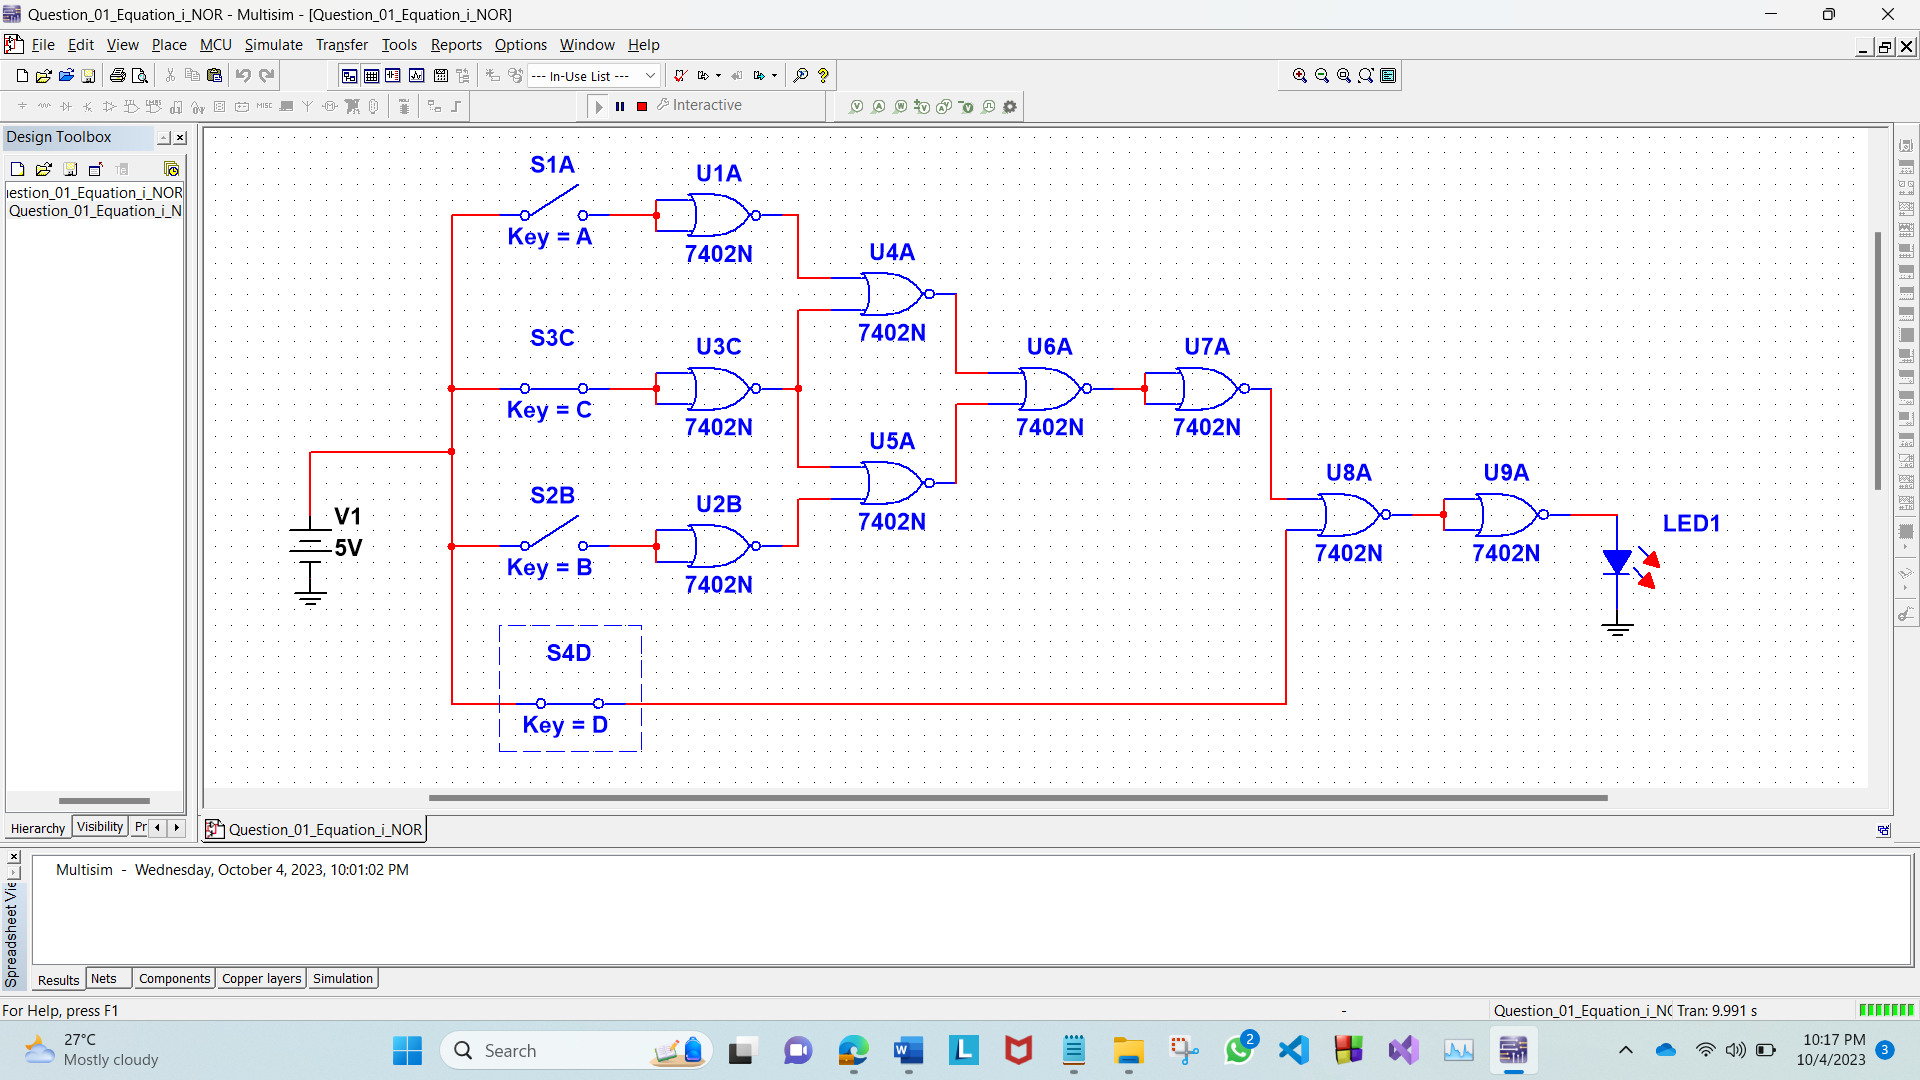 Question_01_Equation_i_NOR - Multisim - [Question_01_Equation_i_NOR]
File Edit View Place MCU Simulate Transfer Tools Reports Options Window Help
--- In-Use List ---
Interactive
Design Toolbox
Question_01_Equation_i_N
S1A
Key = A
U1A
7402N
U4A
7402N
S3C
Key = C
U3C
7402N
U6A
7402N
U7A
7402N
U5A
7402N
S2B
Key = B
U2B
7402N
V1
5V
U8A
7402N
U9A
7402N
LED1
S4D
Key = D
Hierarchy Visibility Pr
Question_01_Equation_i_NOR
Multisim - Wednesday, October 4, 2023, 10:01:02 PM
Spreadsheet
Results Nets Components Copper layers Simulation
For Help, press F1
- Tran: 9.991 s
27°C
Mostly cloudy
Search
2
10:17 PM
10/4/2023
3